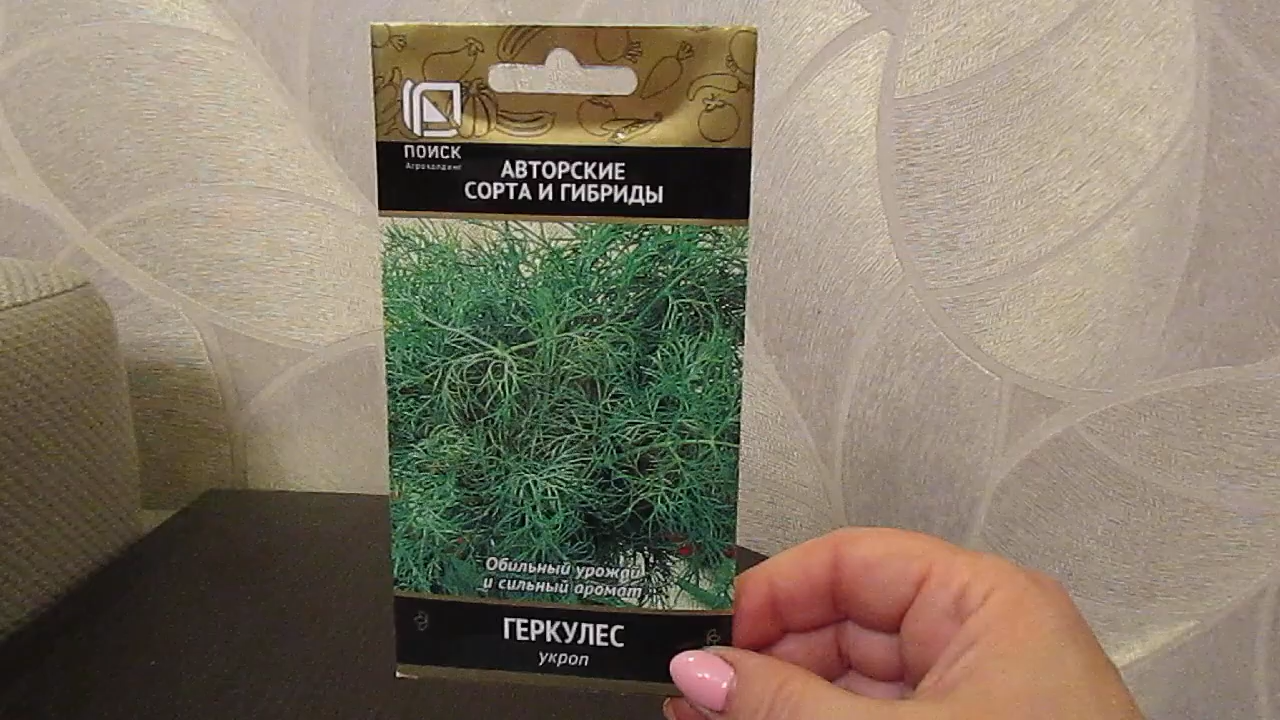 ПОИСК
Агрохолдинг
АВТОРСКИЕ
СОРТА И ГИБРИДЫ
Обильный урожай
и сильный аромат
ГЕРКУЛЕС
укроп